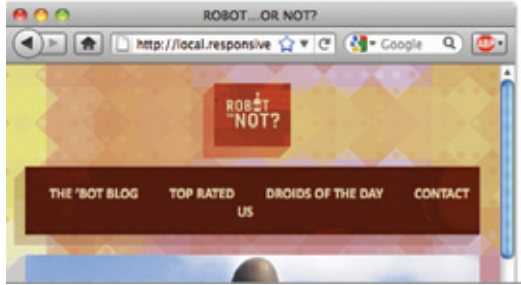 ROBOT...OR NOT?
http://local.responsive
Google
ABP
ROBOT
OR NOT?
THE 'BOT BLOG TOP RATED DROIDS OF THE DAY CONTACT
US